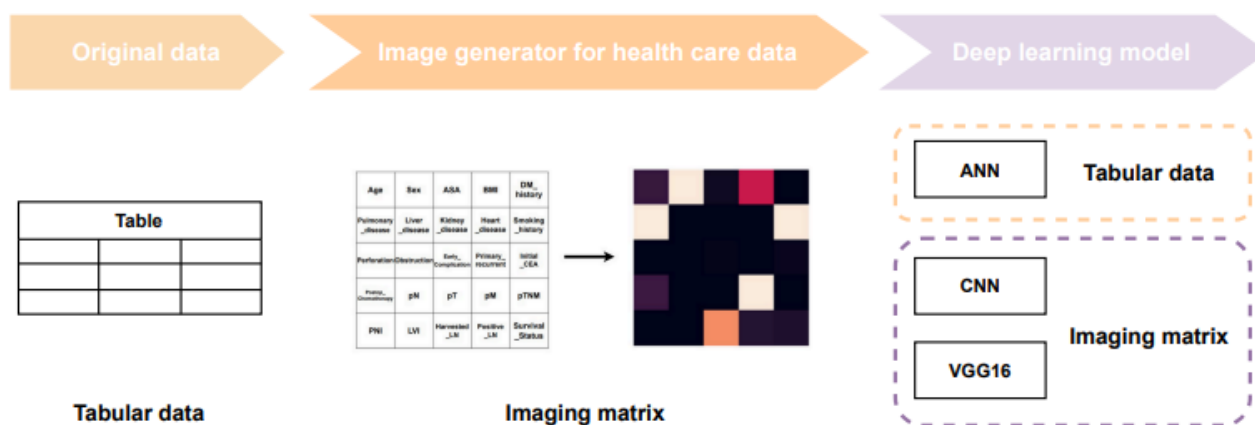 Original data
Image generator for health care data
Deep learning model
Table
Tabular data
Age
Sex
ASA
BMI
DM_
history
Pulmonary
_disease
Liver
_disease
Kidney
_disease
Heart
_disease
Smoking
_history
Perforation
Obstruction
Early_
Complication
Primary_
recurrent
Initial
_CEA
Chemotherapy
pN
pT
pM
pTNM
PNI
LVI
Harvested
_LN
Positive_
LN
Survival
_Status
Imaging matrix
ANN
Tabular data
CNN
VGG16
Imaging matrix